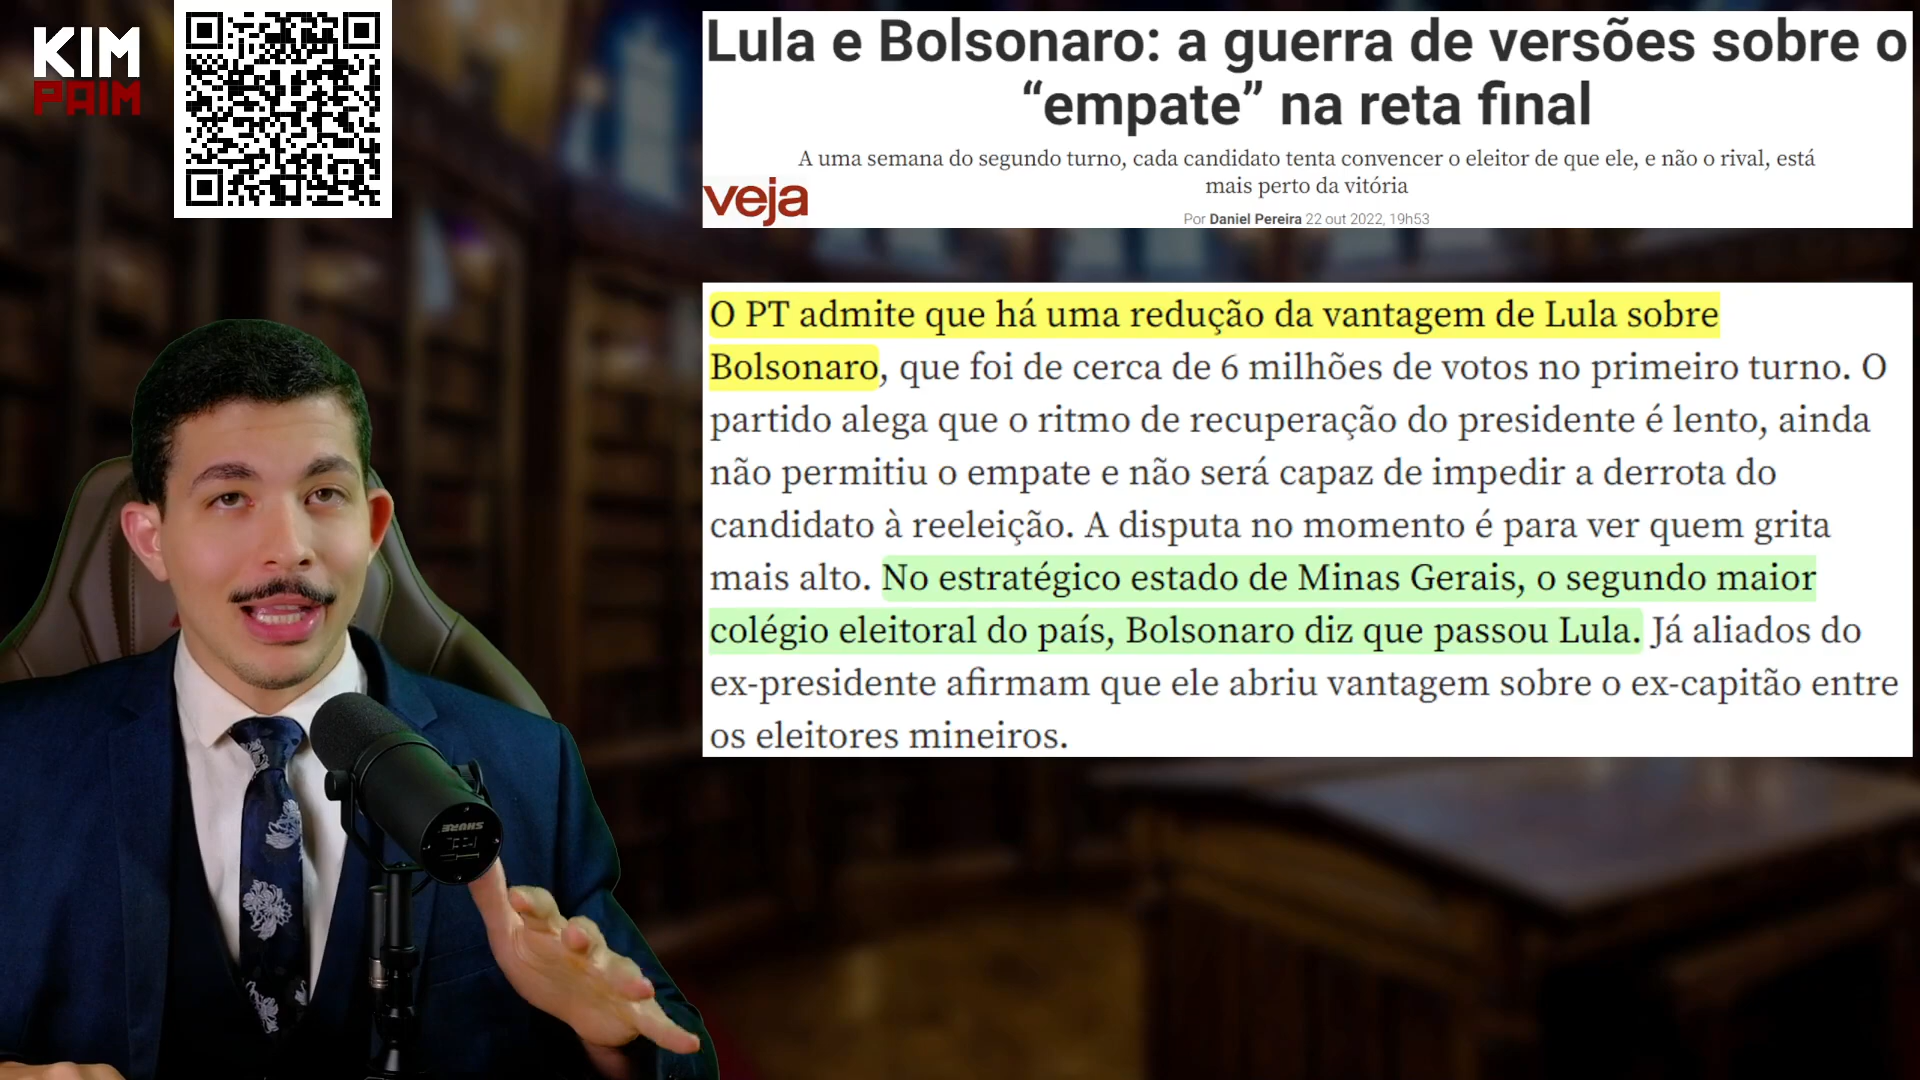 KIM
PAIM
Lula e Bolsonaro: a guerra de versões sobre o
“empate” na reta final
A uma semana do segundo turno, cada candidato tenta convencer o eleitor de que ele, e não o rival, está
mais perto da vitória
veja
Por Daniel Pereira 22 out 2022, 19h53
O PT admite que há uma redução da vantagem de Lula sobre
Bolsonaro, que foi de cerca de 6 milhões de votos no primeiro turno. O
partido alega que o ritmo de recuperação do presidente é lento, ainda
não permitiu o empate e não será capaz de impedir a derrota do
candidato à reeleição. A disputa no momento é para ver quem grita
mais alto. No estratégico estado de Minas Gerais, o segundo maior
colégio eleitoral do país, Bolsonaro diz que passou Lula. Já aliados do
ex-presidente afirmam que ele abriu vantagem sobre o ex-capitão entre
os eleitores mineiros.
SHURE